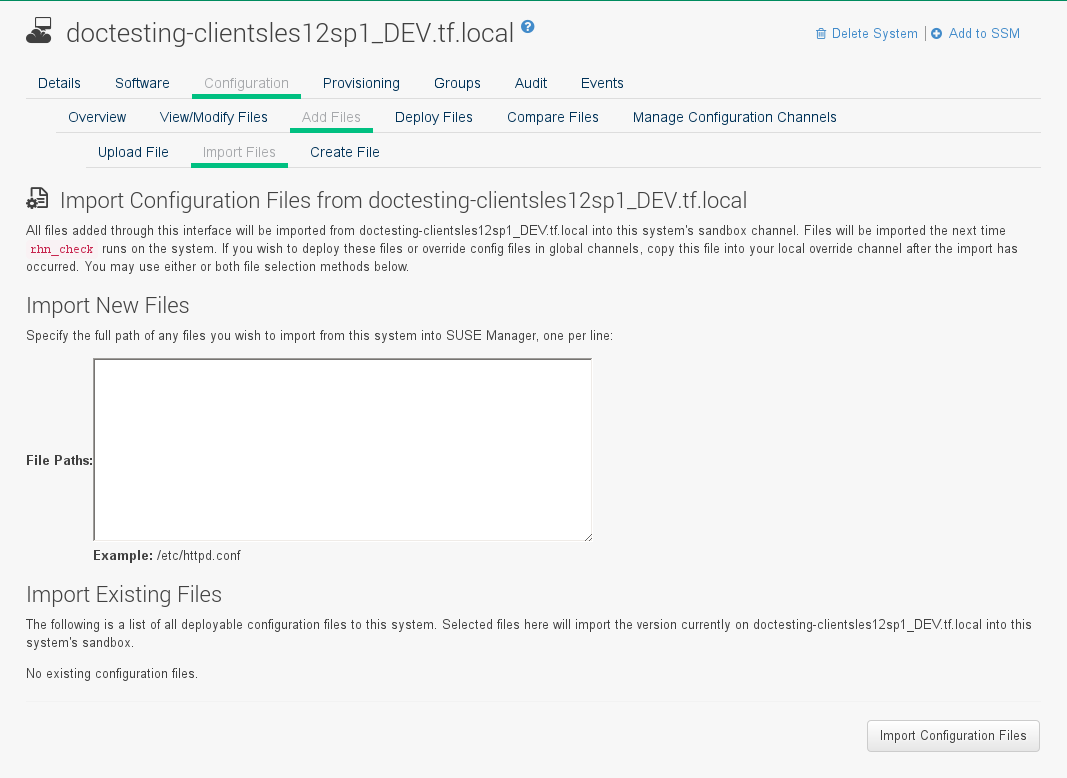 doctesting-clientsles12sp1_DEV.tf.local ?
Delete System | Add to SSM
Details Software Configuration Provisioning Groups Audit Events
Overview View/Modify Files Add Files Deploy Files Compare Files Manage Configuration Channels
Upload File Import Files Create File
Import Configuration Files from doctesting-clientsles12sp1_DEV.tf.local
All files added through this interface will be imported from doctesting-clientsles12sp1_DEV.tf.local into this system's sandbox channel. Files will be imported the next time
rhn_check runs on the system. If you wish to deploy these files or override config files in global channels, copy this file into your local override channel after the import has
occurred. You may use either or both file selection methods below.
Import New Files
Specify the full path of any files you wish to import from this system into SUSE Manager, one per line:
File Paths:
Example: /etc/httpd.conf
Import Existing Files
The following is a list of all deployable configuration files to this system. Selected files here will import the version currently on doctesting-clientsles12sp1_DEV.tf.local into this
system's sandbox.
No existing configuration files.
Import Configuration Files